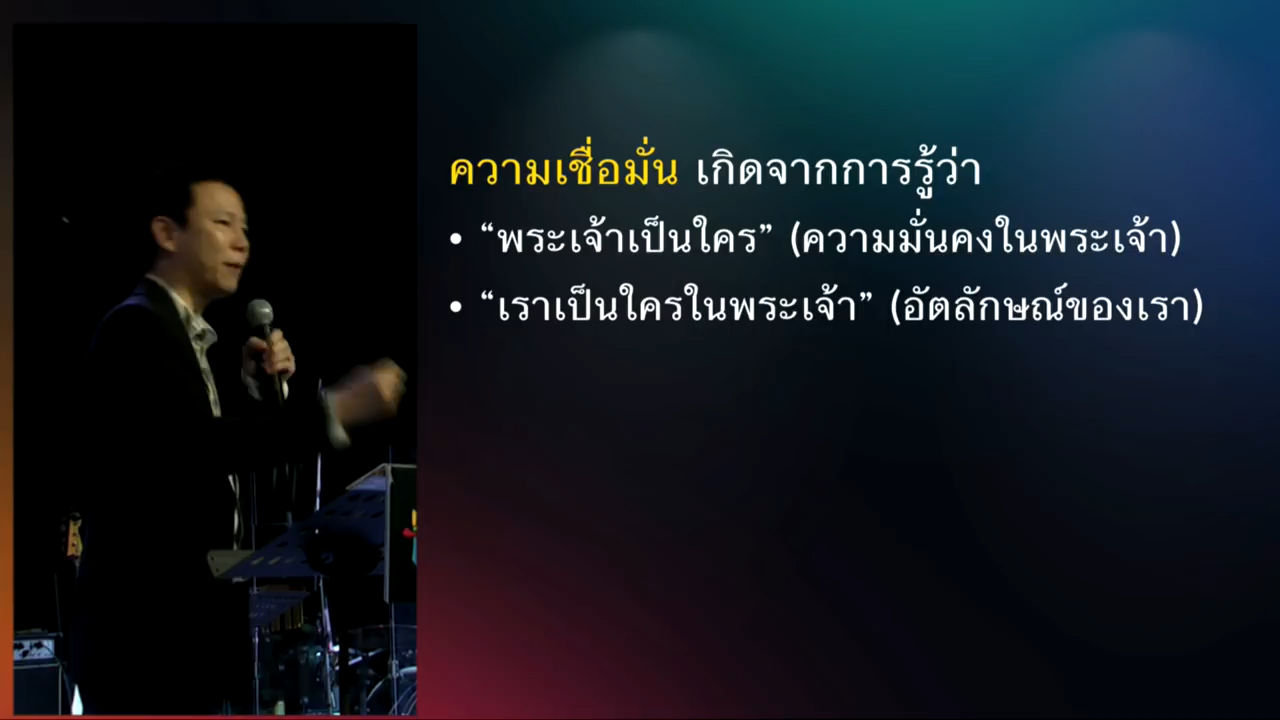 ความเชื่อมั่น เกิดจากการรู้ว่า
• “พระเจ้าเป็นใคร” (ความมั่นคงในพระเจ้า)
• “เราเป็นใครในพระเจ้า” (อัตลักษณ์ของเรา)